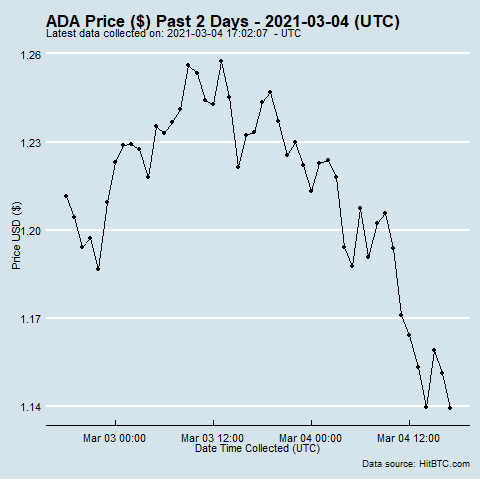 ADA Price ($) Past 2 Days - 2021-03-04 (UTC)
Latest data collected on: 2021-03-04 17:02:07 - UTC
1.26
1.23
1.20
1.17
1.14
Price USD ($)
Mar 03 00:00 Mar 03 12:00 Mar 04 00:00 Mar 04 12:00
Date Time Collected (UTC)
Data source: HitBTC.com